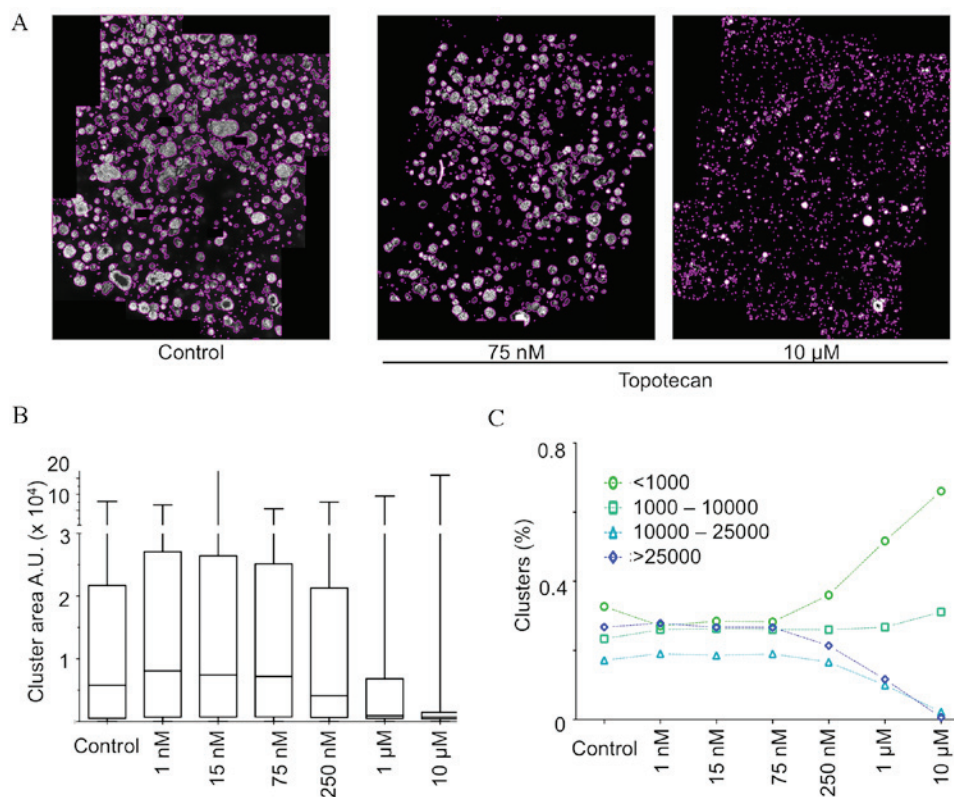 A
Control
75 nM
10 µM
Topotecan
B
Cluster area A.U. (x 10⁴)
20
10
3
2
1
Control
1 nM
15 nM
75 nM
250 nM
1 µM
10 µM
C
Clusters (%)
0.8
0.4
0
<1000
1000 – 10000
10000 – 25000
>25000
Control
1 nM
15 nM
75 nM
250 nM
1 µM
10 µM